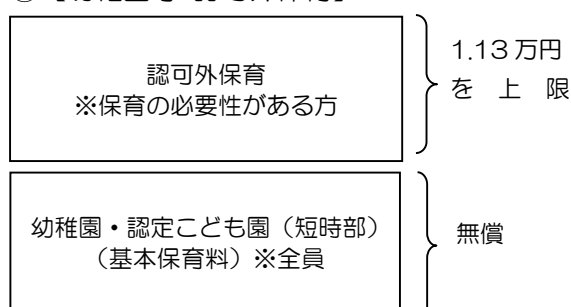 認可外保育
※保育の必要性がある方
1.13万円
を上限
幼稚園・認定こども園（短時部）
（基本保育料）※全員
無償